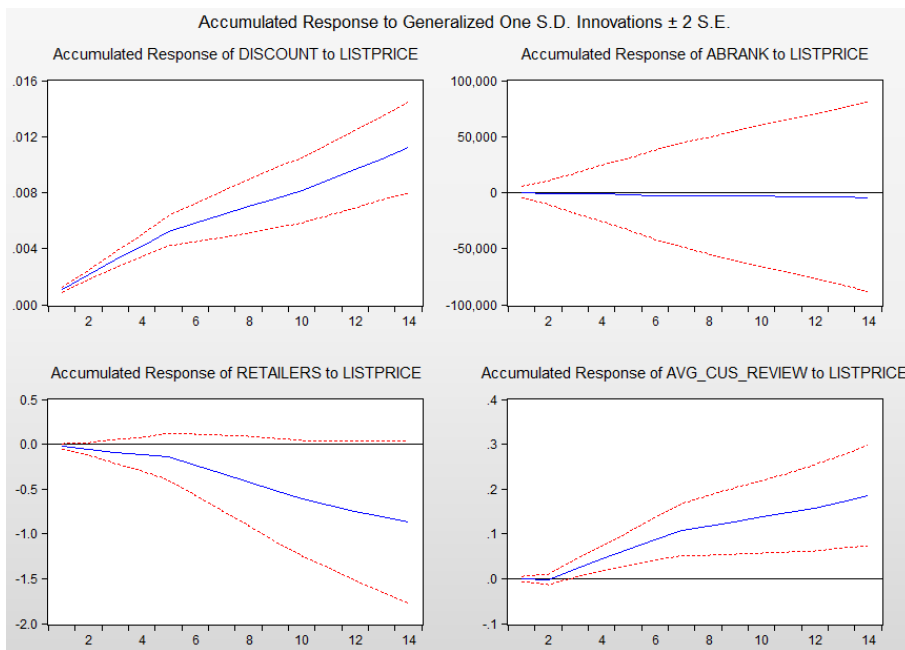 Accumulated Response to Generalized One S.D. Innovations ± 2 S.E.
Accumulated Response of DISCOUNT to LISTPRICE
.016
.012
.008
.004
.000
2 4 6 8 10 12 14
Accumulated Response of ABRANK to LISTPRICE
100,000
50,000
0
-50,000
-100,000
2 4 6 8 10 12 14
Accumulated Response of RETAILERS to LISTPRICE
0.5
0.0
-0.5
-1.0
-1.5
-2.0
2 4 6 8 10 12 14
Accumulated Response of AVG_CUS_REVIEW to LISTPRICE
.4
.3
.2
.1
.0
-.1
2 4 6 8 10 12 14